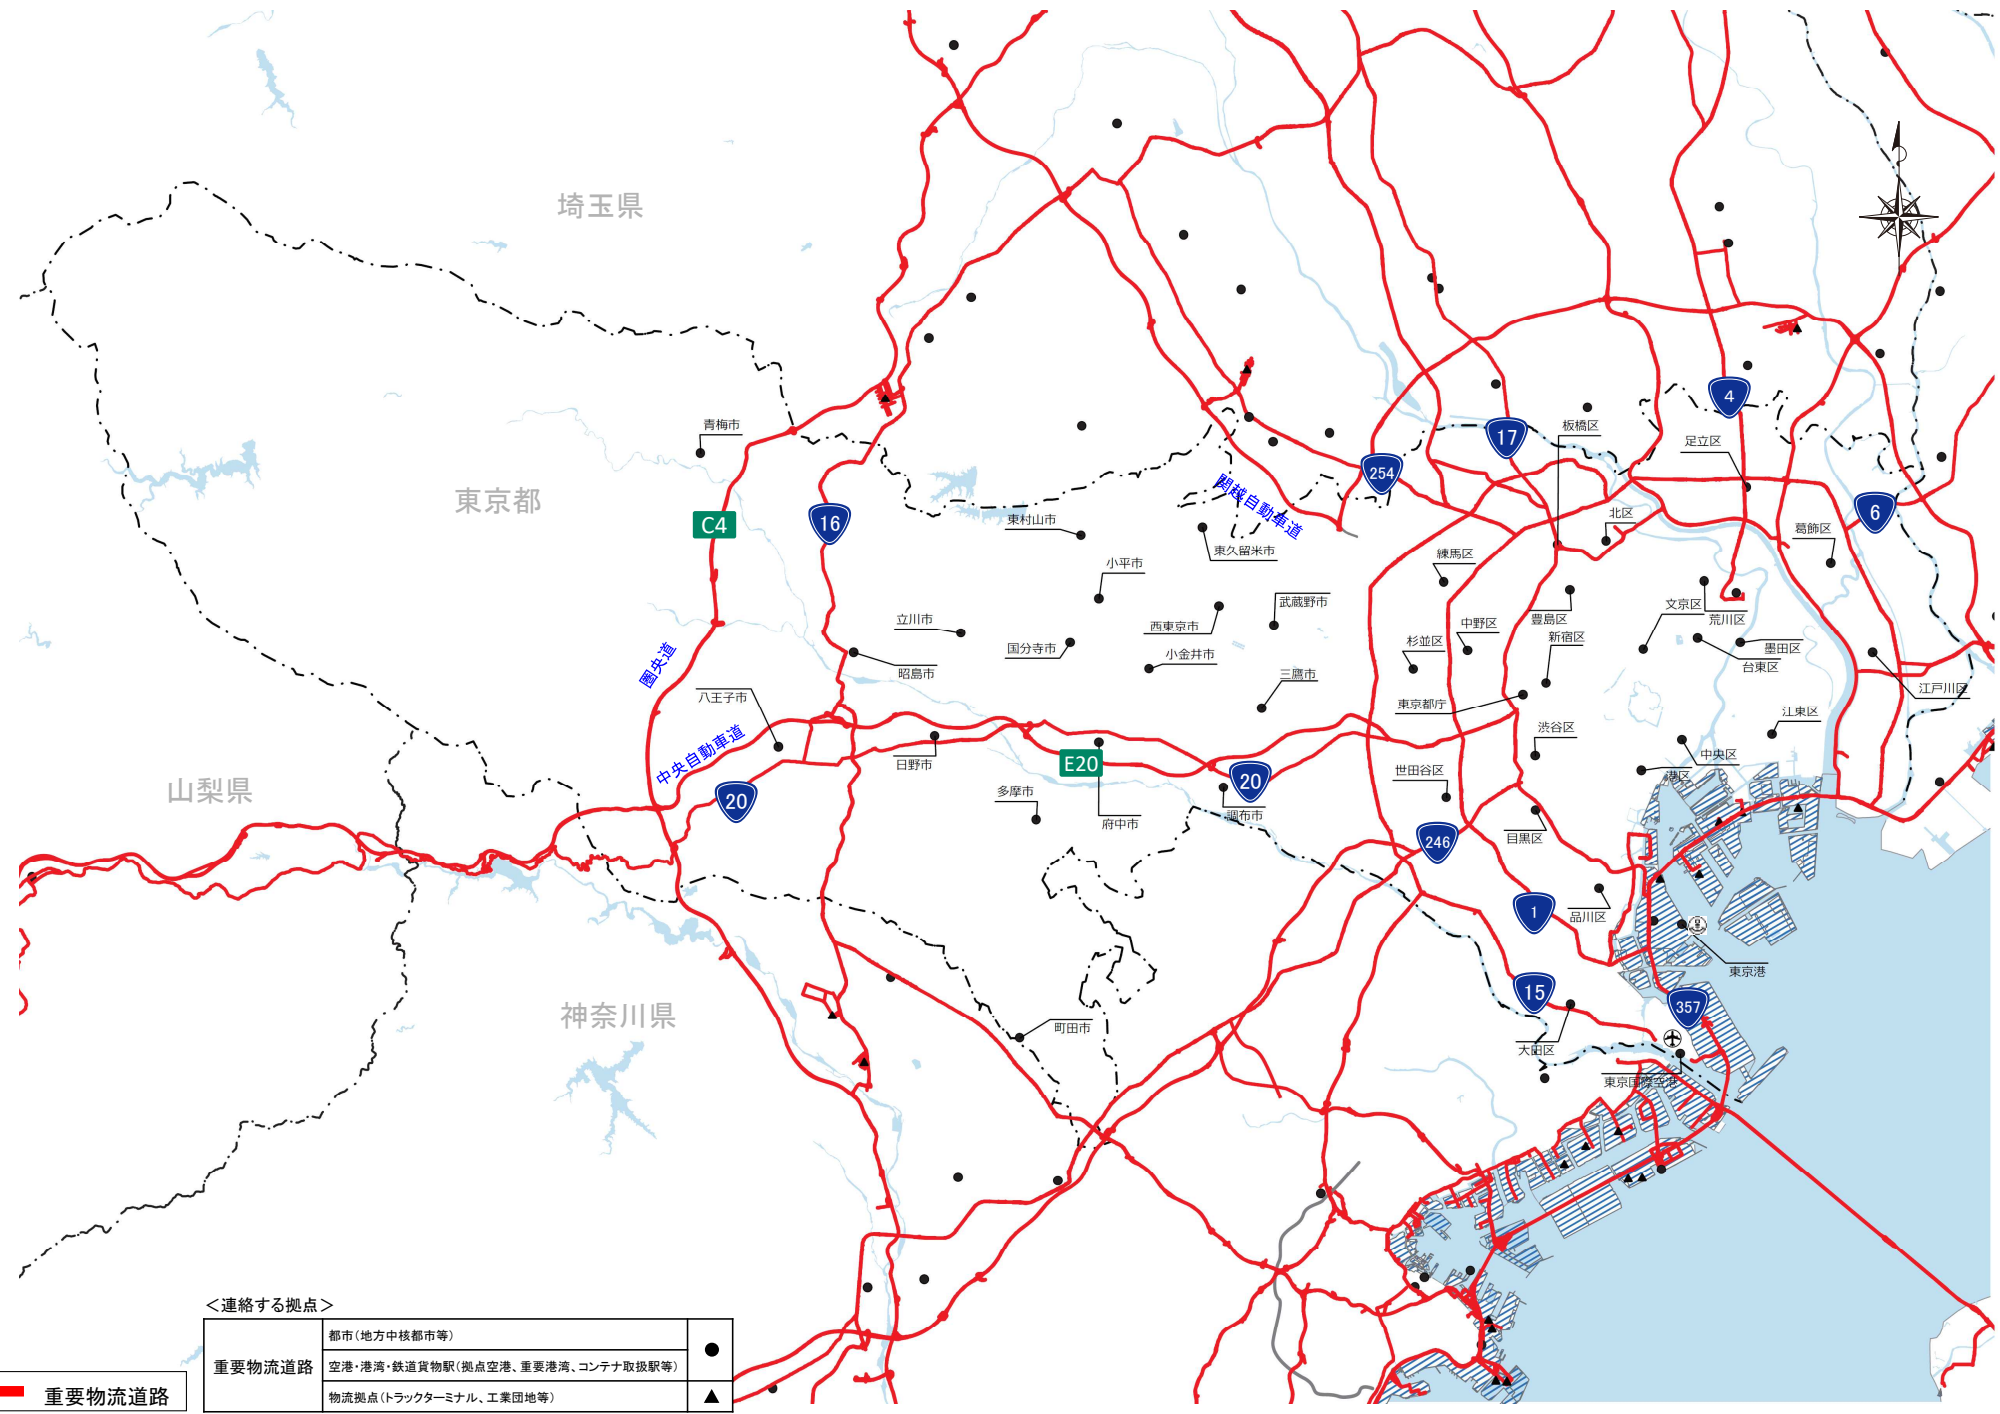 埼玉県
4
青梅市
板橋区
17
足立区
254
東京都
関越自動車道
C4
16
東村山市
北区
6
葛飾区
東久留米市
練馬区
小平市
武蔵野市
文京区
荒川区
立川市
西東京市
豊島区
中野区
新宿区
国分寺市
小金井市
杉並区
墨田区
台東区
圏央道
昭島市
三鷹市
江戸川区
八王子市
東京都庁
江東区
渋谷区
中央自動車道
日野市
E20
中央区
世田谷区
港区
山梨県
20
20
多摩市
府中市
調布市
246
目黒区
1
品川区
東京港
15
357
神奈川県
町田市
大田区
東京国際空港
<連絡する拠点>
重要物流道路
都市(地方中核都市等)
●
空港・港湾・鉄道貨物駅(拠点空港、重要港湾、コンテナ取扱駅等)
物流拠点(トラックターミナル、工業団地等)
▲
重要物流道路